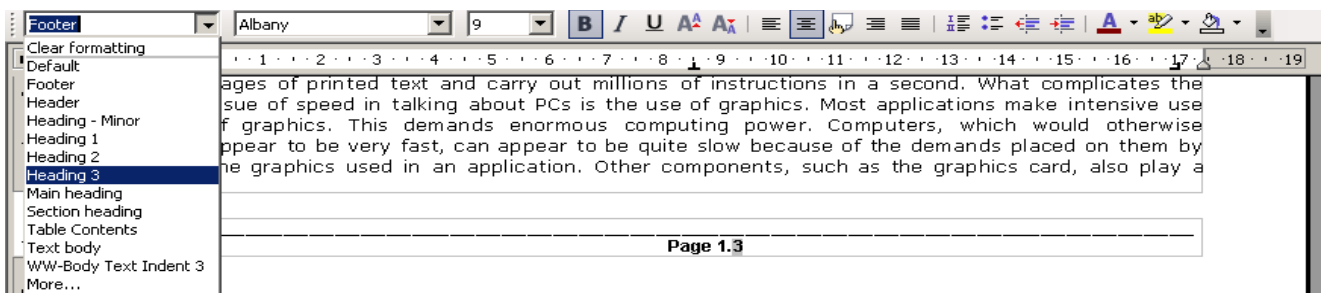 Footer Albany 9 B I U A A A
1 2 3 4 5 6 7 8 9 10 11 12 13 14 15 16 17 18 19
Clear formatting
Default
Footer
Header
Heading - Minor
Heading 1
Heading 2
Heading 3
Main heading
Section heading
Table Contents
Text body
WW-Body Text Indent 3
More...
ages of printed text and carry out millions of instructions in a second. What complicates the
sue of speed in talking about PCs is the use of graphics. Most applications make intensive use
f graphics. This demands enormous computing power. Computers, which would otherwise
ppear to be very fast, can appear to be quite slow because of the demands placed on them by
he graphics used in an application. Other components, such as the graphics card, also play a
Page 1.3